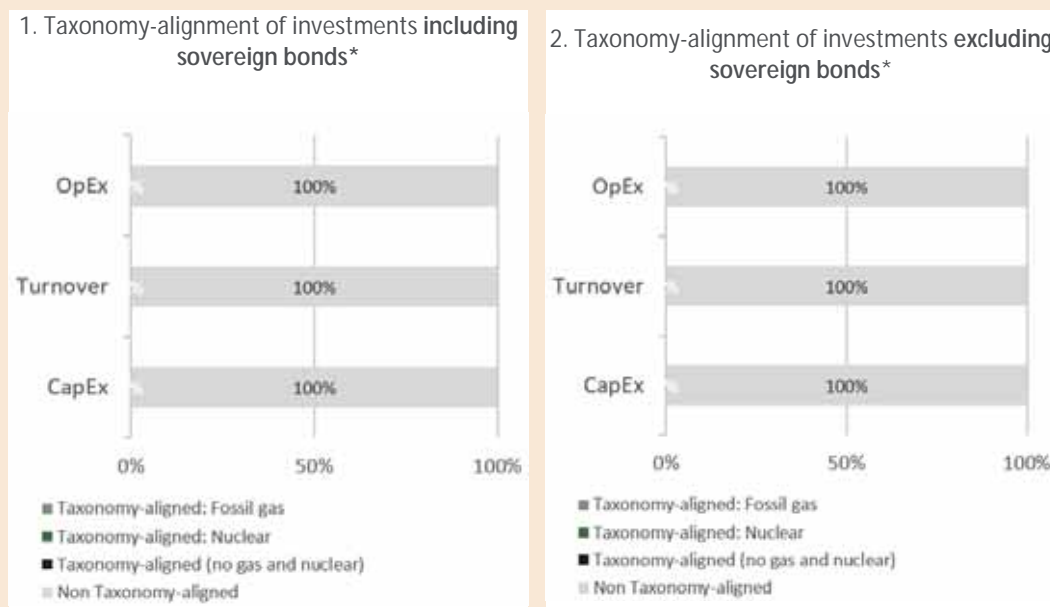 1. Taxonomy-alignment of investments including
sovereign bonds*
OpEx
100%
Turnover
100%
CapEx
100%
0%
50%
100%
Taxonomy-aligned: Fossil gas
Taxonomy-aligned: Nuclear
Taxonomy-aligned (no gas and nuclear)
Non Taxonomy-aligned
2. Taxonomy-alignment of investments excluding
sovereign bonds*
OpEx
100%
Turnover
100%
CapEx
100%
0%
50%
100%
Taxonomy-aligned: Fossil gas
Taxonomy-aligned: Nuclear
Taxonomy-aligned (no gas and nuclear)
Non Taxonomy-aligned